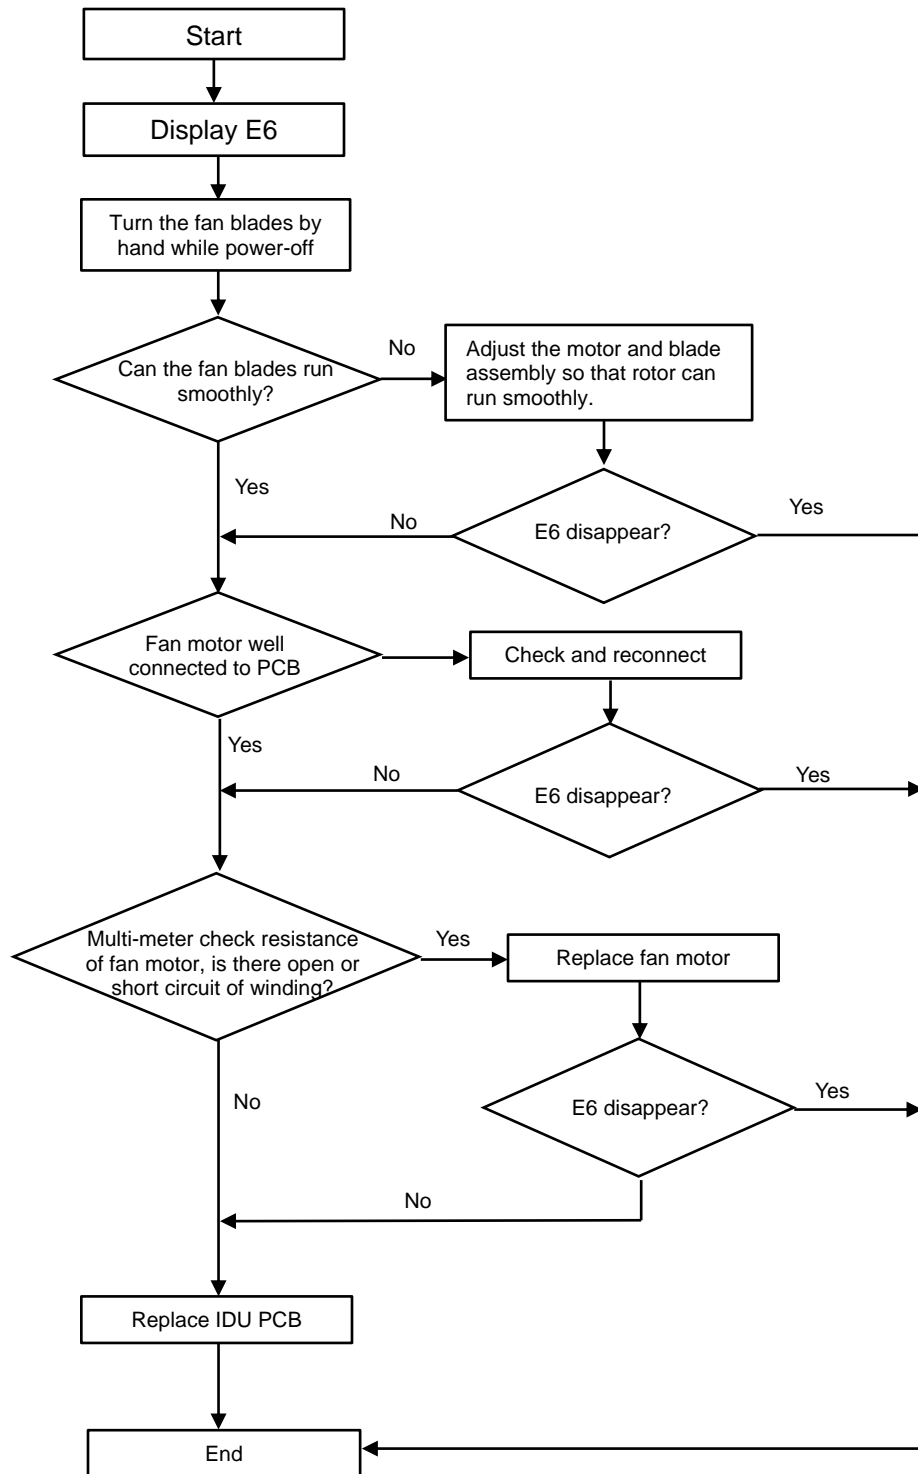 Start
Display E6
Turn the fan blades by
hand while power-off
Can the fan blades run
smoothly?
No
Adjust the motor and blade
assembly so that rotor can
run smoothly.
Yes
No
E6 disappear?
Yes
Fan motor well
connected to PCB
Check and reconnect
Yes
No
E6 disappear?
Yes
Multi-meter check resistance
of fan motor, is there open or
short circuit of winding?
Yes
Replace fan motor
No
E6 disappear?
Yes
No
Replace IDU PCB
End